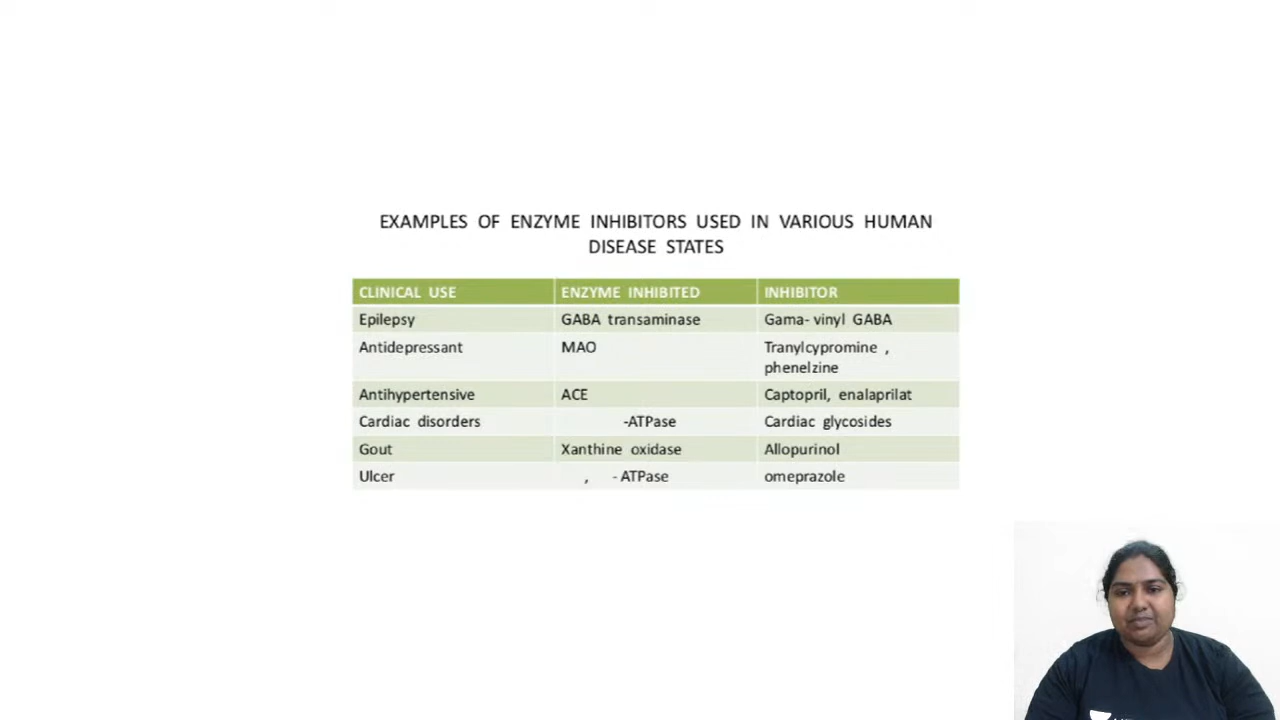 EXAMPLES OF ENZYME INHIBITORS USED IN VARIOUS HUMAN
DISEASE STATES
CLINICAL USE ENZYME INHIBITED INHIBITOR
Epilepsy GABA transaminase Gama- vinyl GABA
Antidepressant MAO Tranylcypromine ,
phenelzine
Antihypertensive ACE Captopril, enalaprilat
Cardiac disorders -ATPase Cardiac glycosides
Gout Xanthine oxidase Allopurinol
Ulcer , - ATPase omeprazole